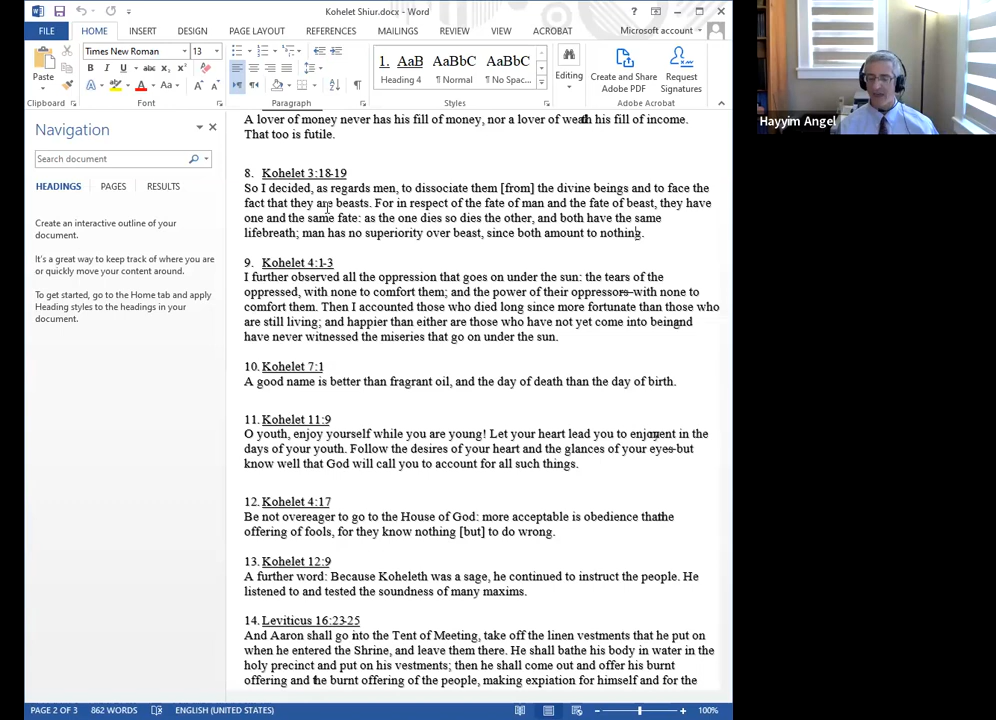 Kohelet Shiur.docx - Word
FILE HOME INSERT DESIGN PAGE LAYOUT REFERENCES MAILINGS REVIEW VIEW ACROBAT Microsoft account
Times New Roman 13
Paste
B I U abc x₂ x²
1. AaB AaBbC AaBbC
Heading 4 ¶ Normal ¶ No Spac...
Editing
Create and Share Adobe PDF
Request Signatures
Clipboard Font Paragraph Styles Adobe Acrobat
Hayyim Angel
Navigation
Search document
HEADINGS PAGES RESULTS
Create an interactive outline of your
document.
It's a great way to keep track of where you are
or quickly move your content around.
To get started, go to the Home tab and apply
Heading styles to the headings in your
document.
A lover of money never has his fill of money, nor a lover of wealth his fill of income.
That too is futile.
8. Kohelet 3:18-19
So I decided, as regards men, to dissociate them [from] the divine beings and to face the
fact that they are beasts. For in respect of the fate of man and the fate of beast, they have
one and the same fate: as the one dies so dies the other, and both have the same
lifebreath; man has no superiority over beast, since both amount to nothing.
9. Kohelet 4:1-3
I further observed all the oppression that goes on under the sun: the tears of the
oppressed, with none to comfort them; and the power of their oppressors--with none to
comfort them. Then I accounted those who died long since more fortunate than those who
are still living; and happier than either are those who have not yet come into being and
have never witnessed the miseries that go on under the sun.
10. Kohelet 7:1
A good name is better than fragrant oil, and the day of death than the day of birth.
11. Kohelet 11:9
O youth, enjoy yourself while you are young! Let your heart lead you to enjoyment in the
days of your youth. Follow the desires of your heart and the glances of your eyes--but
know well that God will call you to account for all such things.
12. Kohelet 4:17
Be not overeager to go to the House of God: more acceptable is obedience than the
offering of fools, for they know nothing [but] to do wrong.
13. Kohelet 12:9
A further word: Because Koheleth was a sage, he continued to instruct the people. He
listened to and tested the soundness of many maxims.
14. Leviticus 16:23-25
And Aaron shall go into the Tent of Meeting, take off the linen vestments that he put on
when he entered the Shrine, and leave them there. He shall bathe his body in water in the
holy precinct and put on his vestments; then he shall come out and offer his burnt
offering and the burnt offering of the people, making expiation for himself and for the
PAGE 2 OF 3 862 WORDS ENGLISH (UNITED STATES) 100%